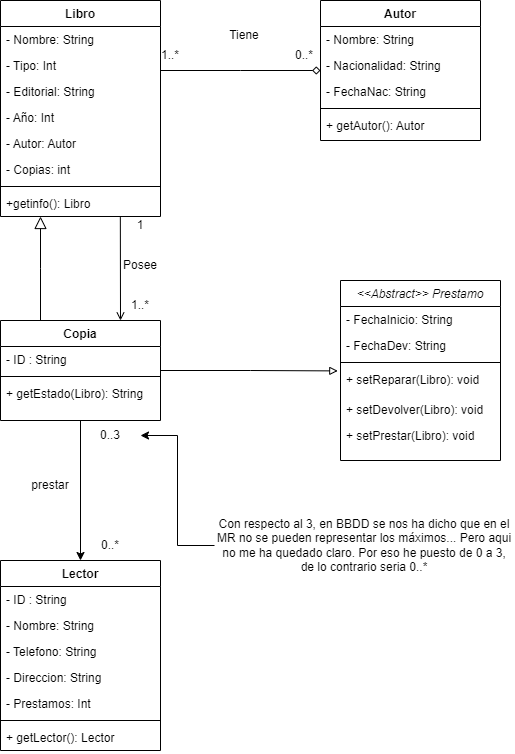 Libro
- Nombre: String
- Tipo: Int
- Editorial: String
- Año: Int
- Autor: Autor
- Copias: int
+getinfo(): Libro
Tiene
1..*
0..*
Autor
- Nombre: String
- Nacionalidad: String
- FechaNac: String
+ getAutor(): Autor
1
Posee
1..*
Copia
- ID : String
+ getEstado(Libro): String
<<Abstract>> Prestamo
- FechaInicio: String
- FechaDev: String
+ setReparar(Libro): void
+ setDevolver(Libro): void
+ setPrestar(Libro): void
0..3
prestar
0..*
Con respecto al 3, en BBDD se nos ha dicho que en el
MR no se pueden representar los máximos... Pero aqui
no me ha quedado claro. Por eso he puesto de 0 a 3,
de lo contrario seria 0..*
Lector
- ID : String
- Nombre: String
- Telefono: String
- Direccion: String
- Prestamos: Int
+ getLector(): Lector